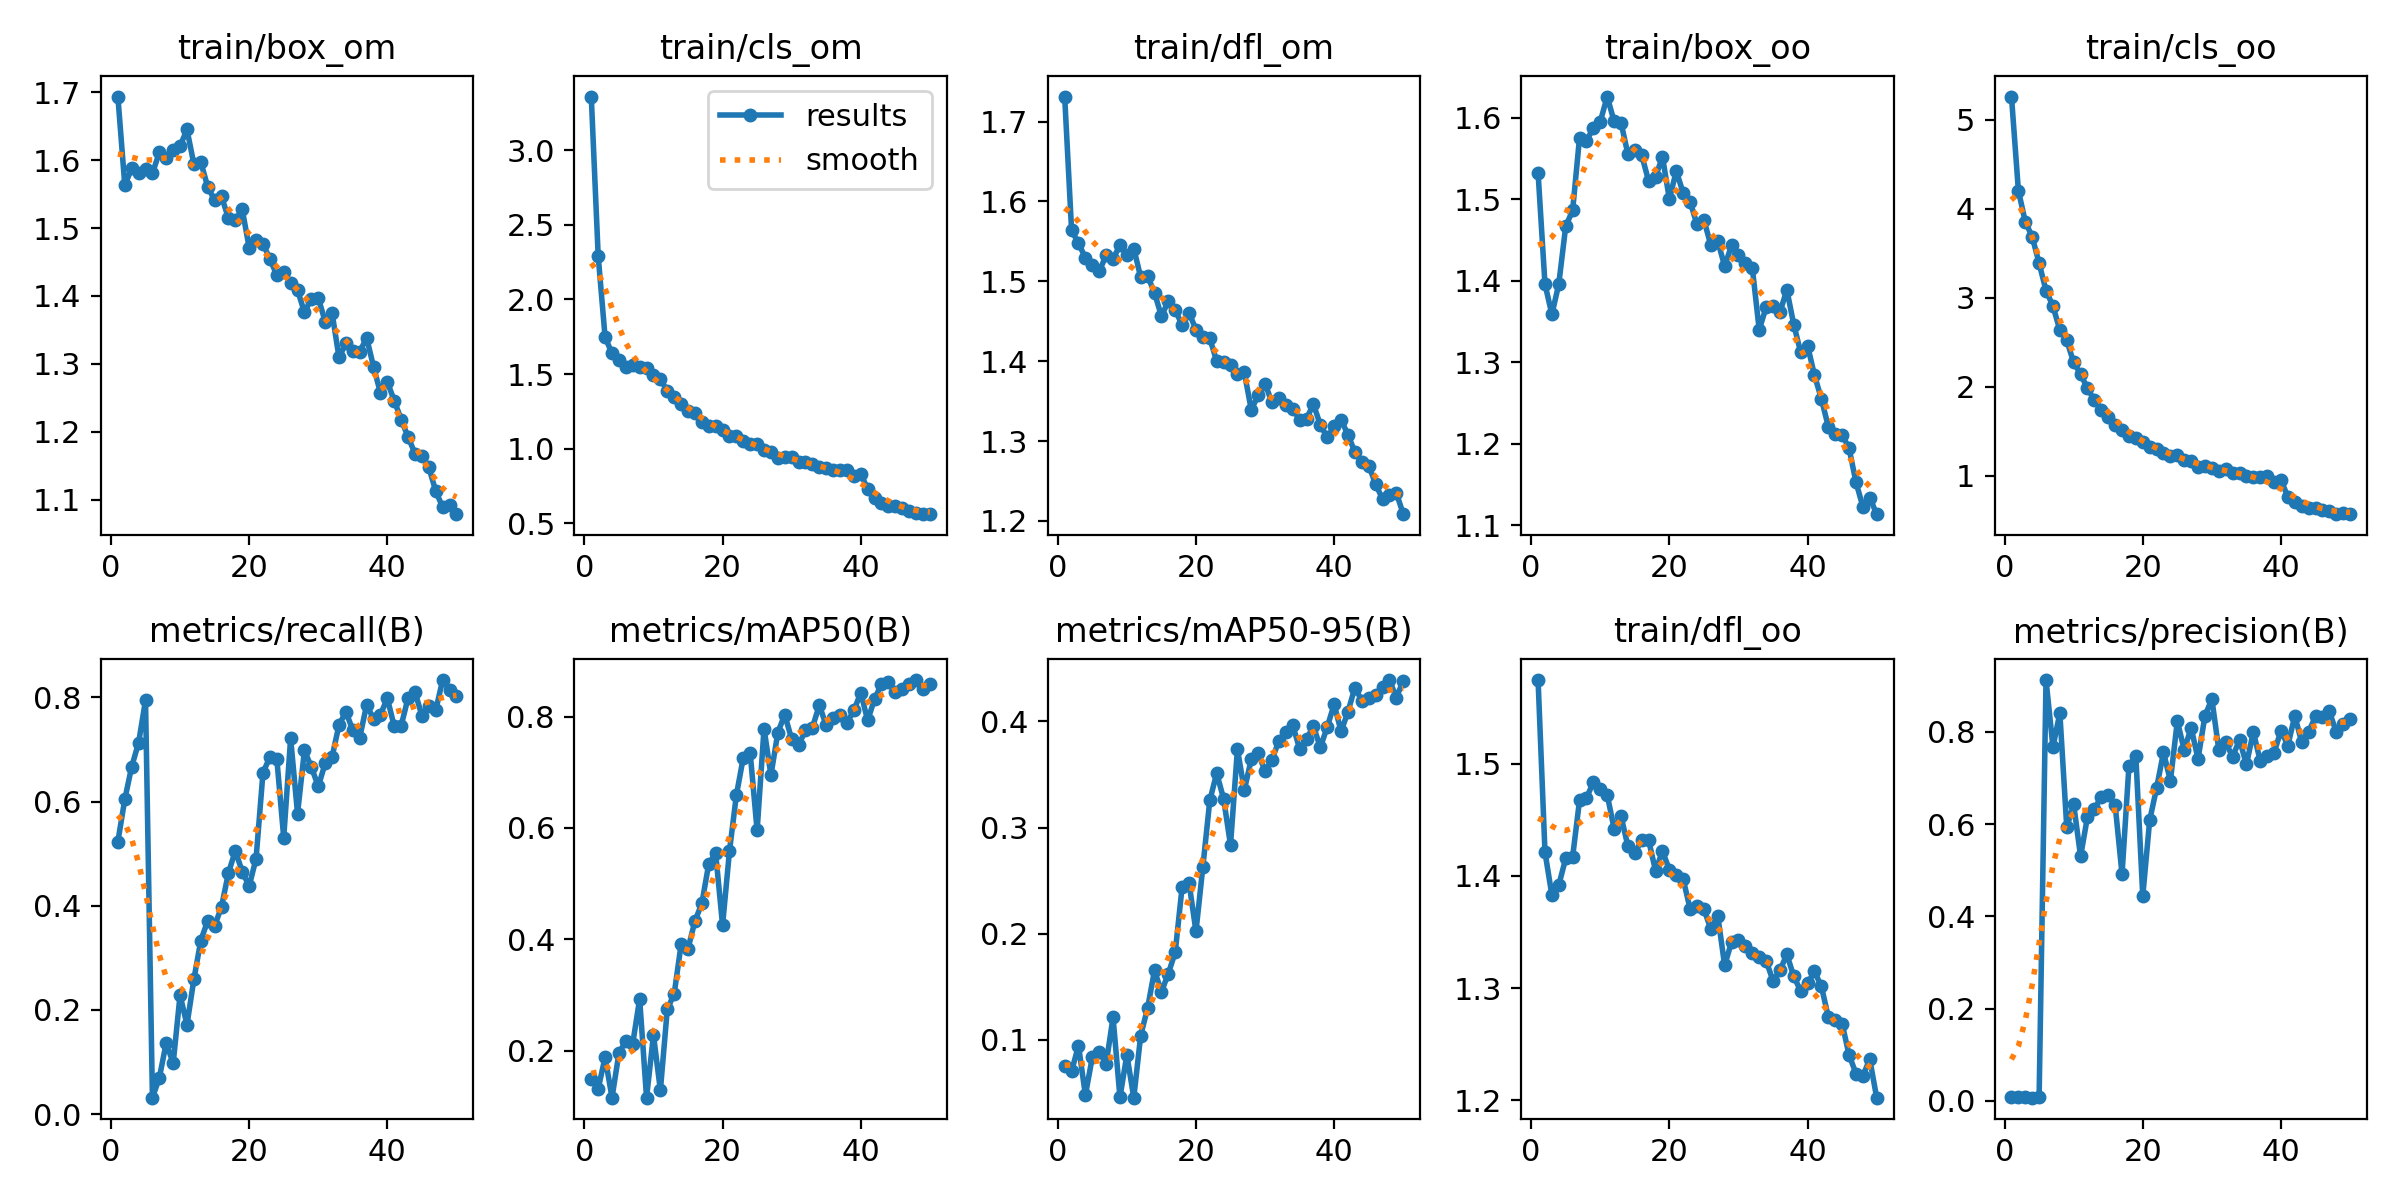 train/box_om
train/cls_om
train/dfl_om
train/box_oo
train/cls_oo
results
smooth
1.7
1.6
1.5
1.4
1.3
1.2
1.1
0 20 40
3.0
2.5
2.0
1.5
1.0
0.5
0 20 40
1.7
1.6
1.5
1.4
1.3
1.2
0 20 40
1.6
1.5
1.4
1.3
1.2
1.1
0 20 40
5
4
3
2
1
0 20 40
metrics/recall(B)
metrics/mAP50(B)
metrics/mAP50-95(B)
train/dfl_oo
metrics/precision(B)
0.8
0.6
0.4
0.2
0.0
0 20 40
0.8
0.6
0.4
0.2
0 20 40
0.4
0.3
0.2
0.1
0 20 40
1.5
1.4
1.3
1.2
0 20 40
0.8
0.6
0.4
0.2
0.0
0 20 40